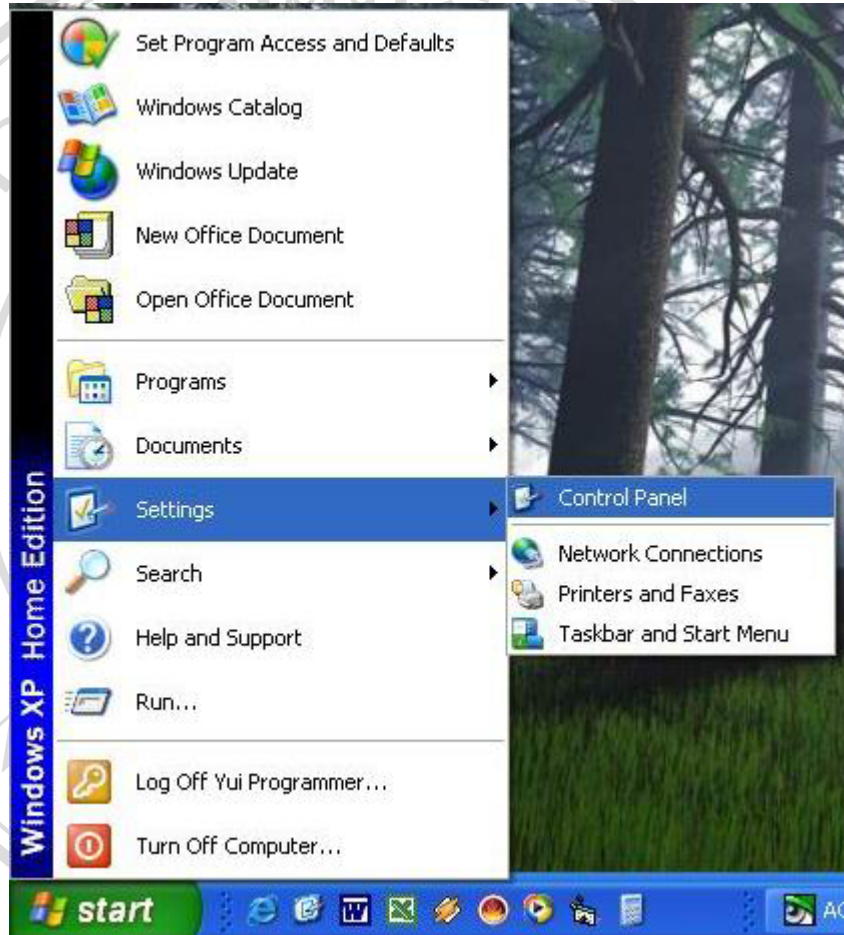 Set Program Access and Defaults
Windows Catalog
Windows Update
New Office Document
Open Office Document
Programs
Documents
Settings
Control Panel
Network Connections
Printers and Faxes
Taskbar and Start Menu
Search
Help and Support
Run...
Log Off Yui Programmer...
Turn Off Computer...
Windows XP Home Edition
start